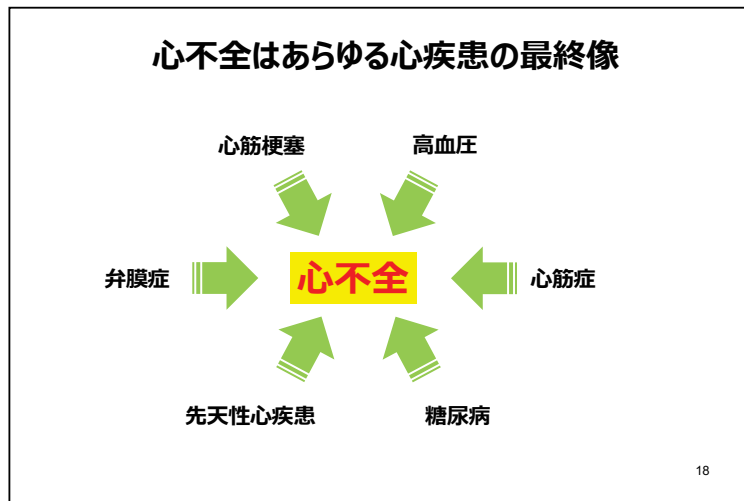 心不全はあらゆる心疾患の最終像
心筋梗塞
高血圧
弁膜症
心不全
心筋症
先天性心疾患
糖尿病
18